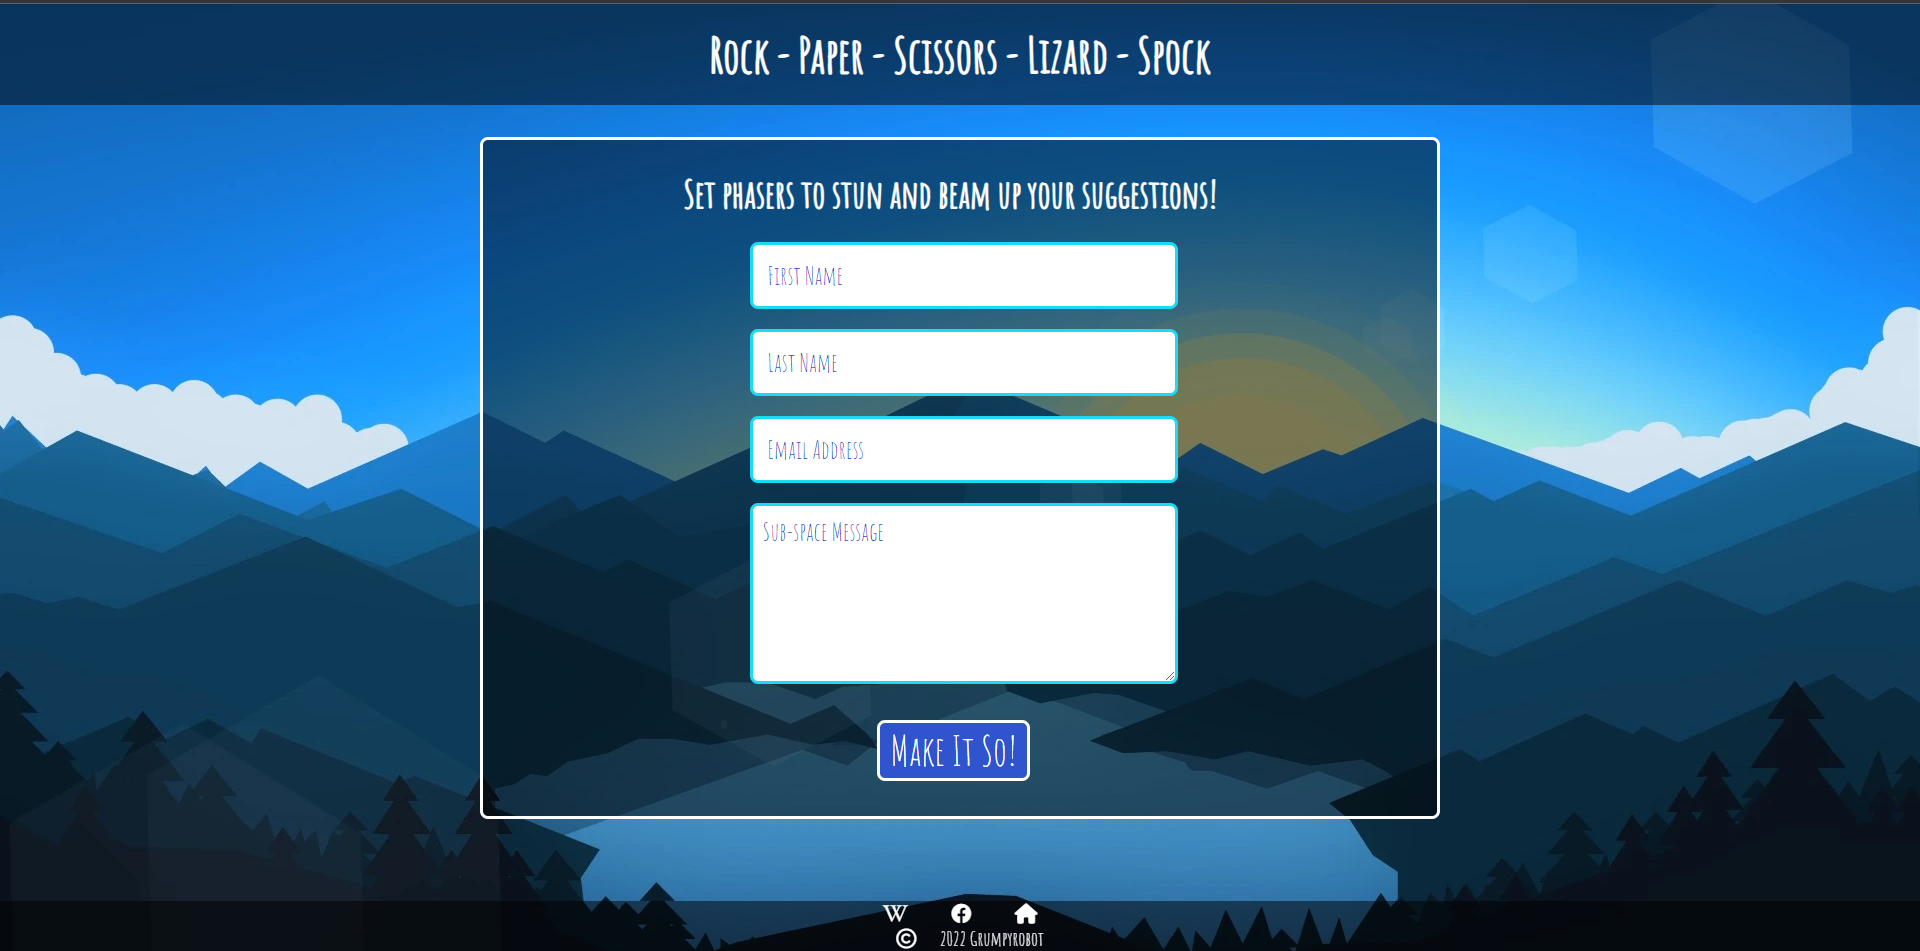 Rock - Paper - Scissors - Lizard - Spock
Set phasers to stun and beam up your suggestions!
First Name
Last Name
Email Address
Sub-space Message
Make It So!
W
© 2022 Grumpyrobot